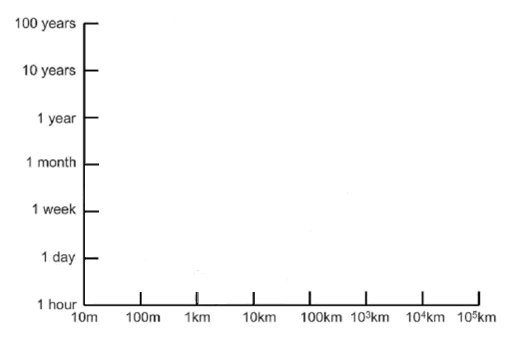 100 years
10 years
1 year
1 month
1 week
1 day
1 hour
10m 100m 1km 10km 100km 10³km 10⁴km 10⁵km